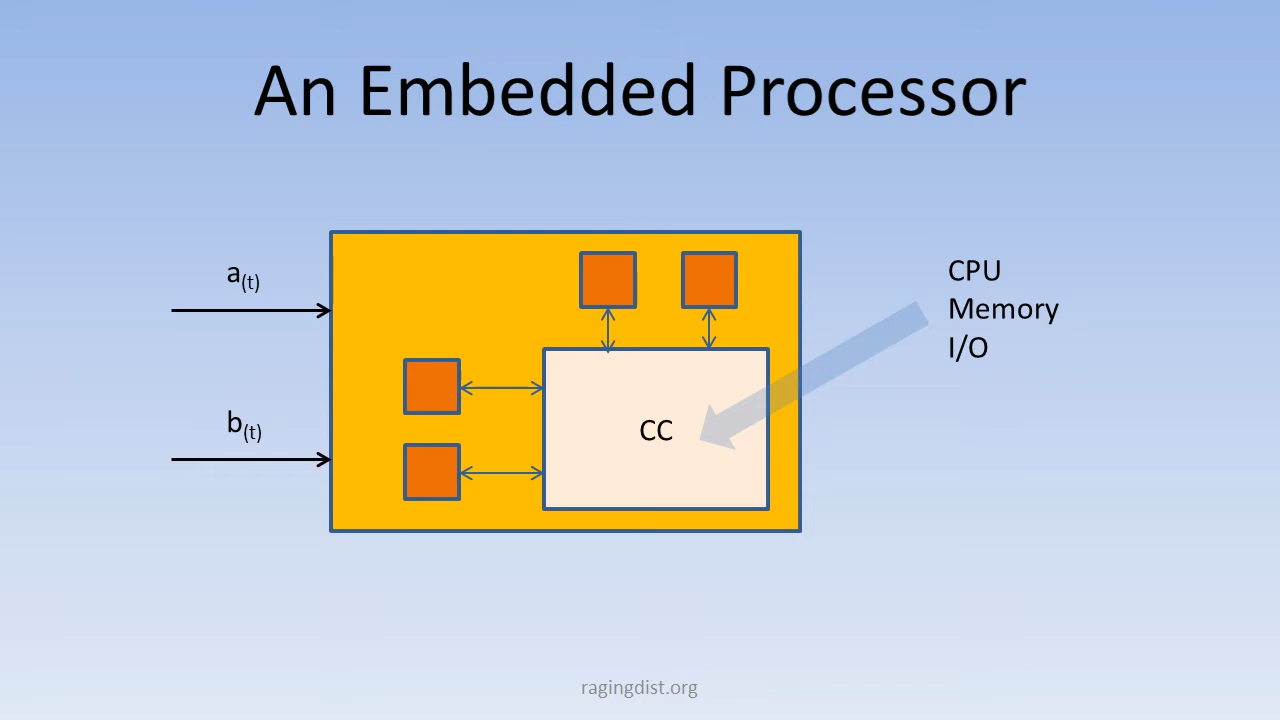 An Embedded Processor
a(t)
b(t)
CC
CPU
Memory
I/O
ragingdist.org